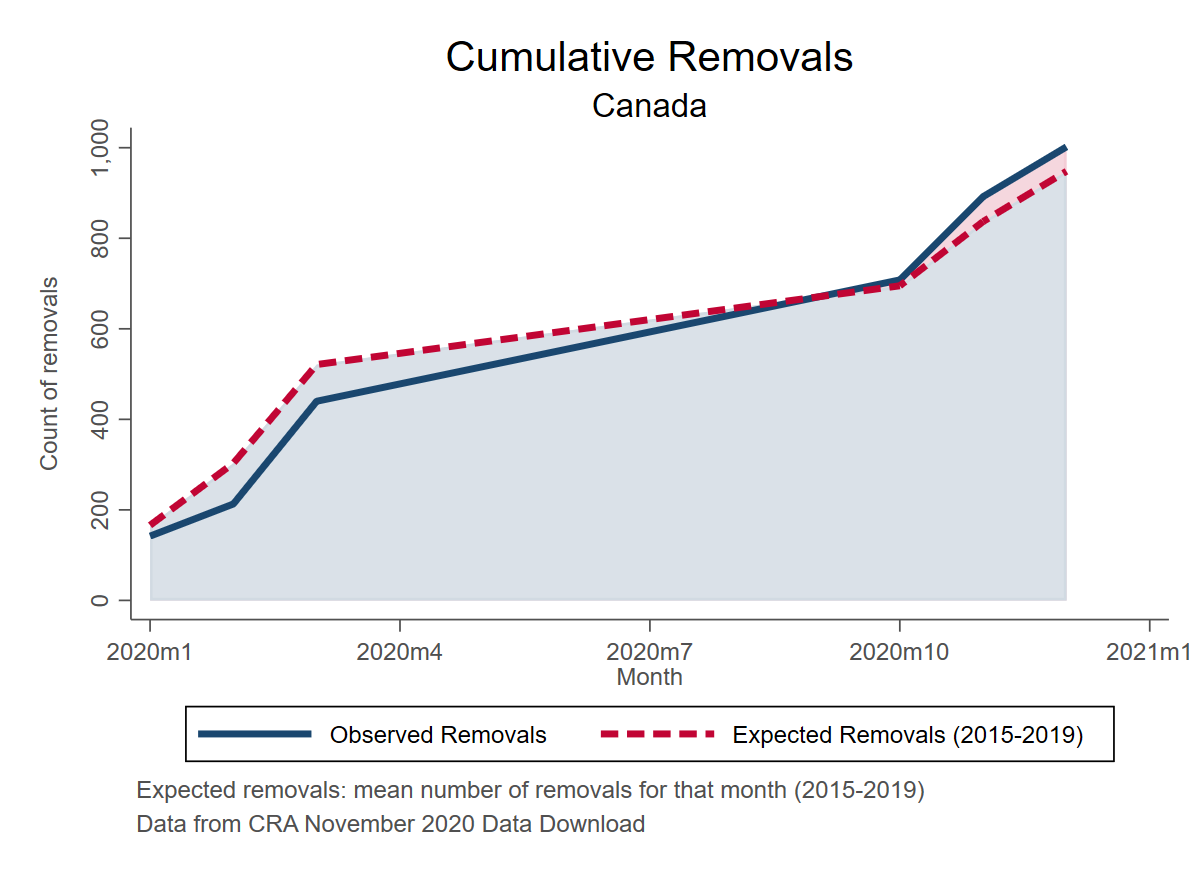 Cumulative Removals
Canada
1,000
800
600
400
200
0
Count of removals
2020m1 2020m4 2020m7 2020m10 2021m1
Month
Observed Removals Expected Removals (2015-2019)
Expected removals: mean number of removals for that month (2015-2019)
Data from CRA November 2020 Data Download